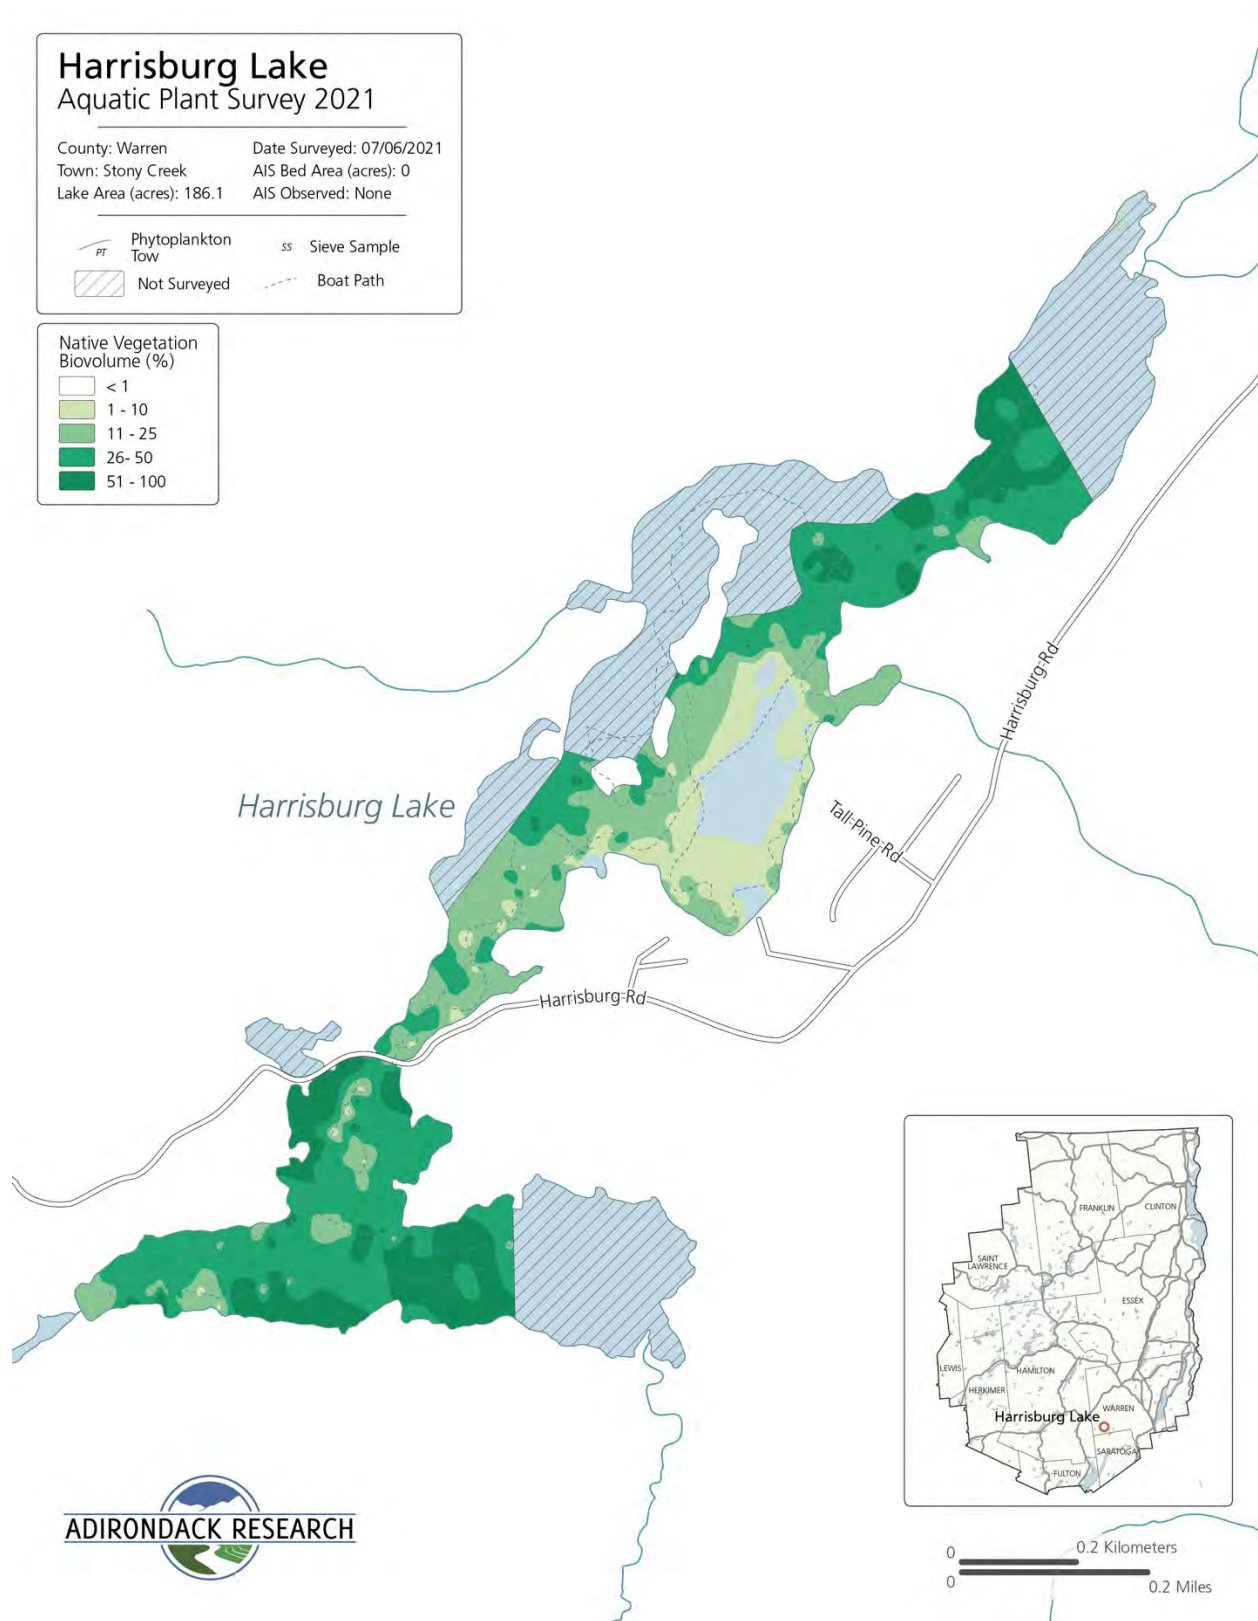 Harrisburg Lake
Aquatic Plant Survey 2021
County: Warren
Date Surveyed: 07/06/2021
Town: Stony Creek
AIS Bed Area (acres): 0
Lake Area (acres): 186.1
AIS Observed: None
PT
Phytoplankton
Tow
SS
Sieve Sample
Not Surveyed
Boat Path
Native Vegetation
Biovolume (%)
< 1
1 - 10
11 - 25
26- 50
51 - 100
Harrisburg-Rd
Harrisburg Lake
Tall-Pine-Rd
Harrisburg-Rd
FRANKLIN
CLINTON
SAINT
LAWRENCE
ESSEX
LEWIS
HAMILTON
HERKIMER
WARREN
Harrisburg Lake
SARATOGA
FULTON
ADIRONDACK RESEARCH
0
0.2 Kilometers
0
0.2 Miles